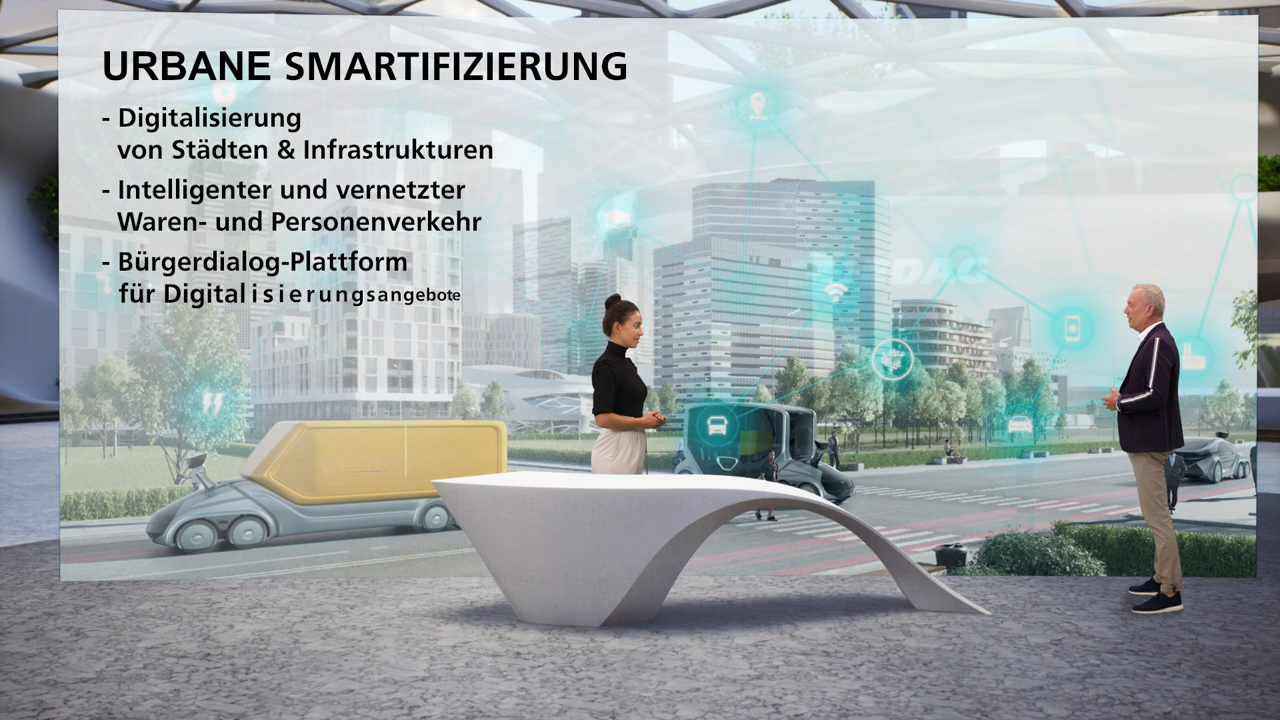 URBANE SMARTIFIZIERUNG
- Digitalisierung
von Städten & Infrastrukturen
- Intelligenter und vernetzter
Waren- und Personenverkehr
- Bürgerdialog-Plattform
für Digitalisierungsangebote